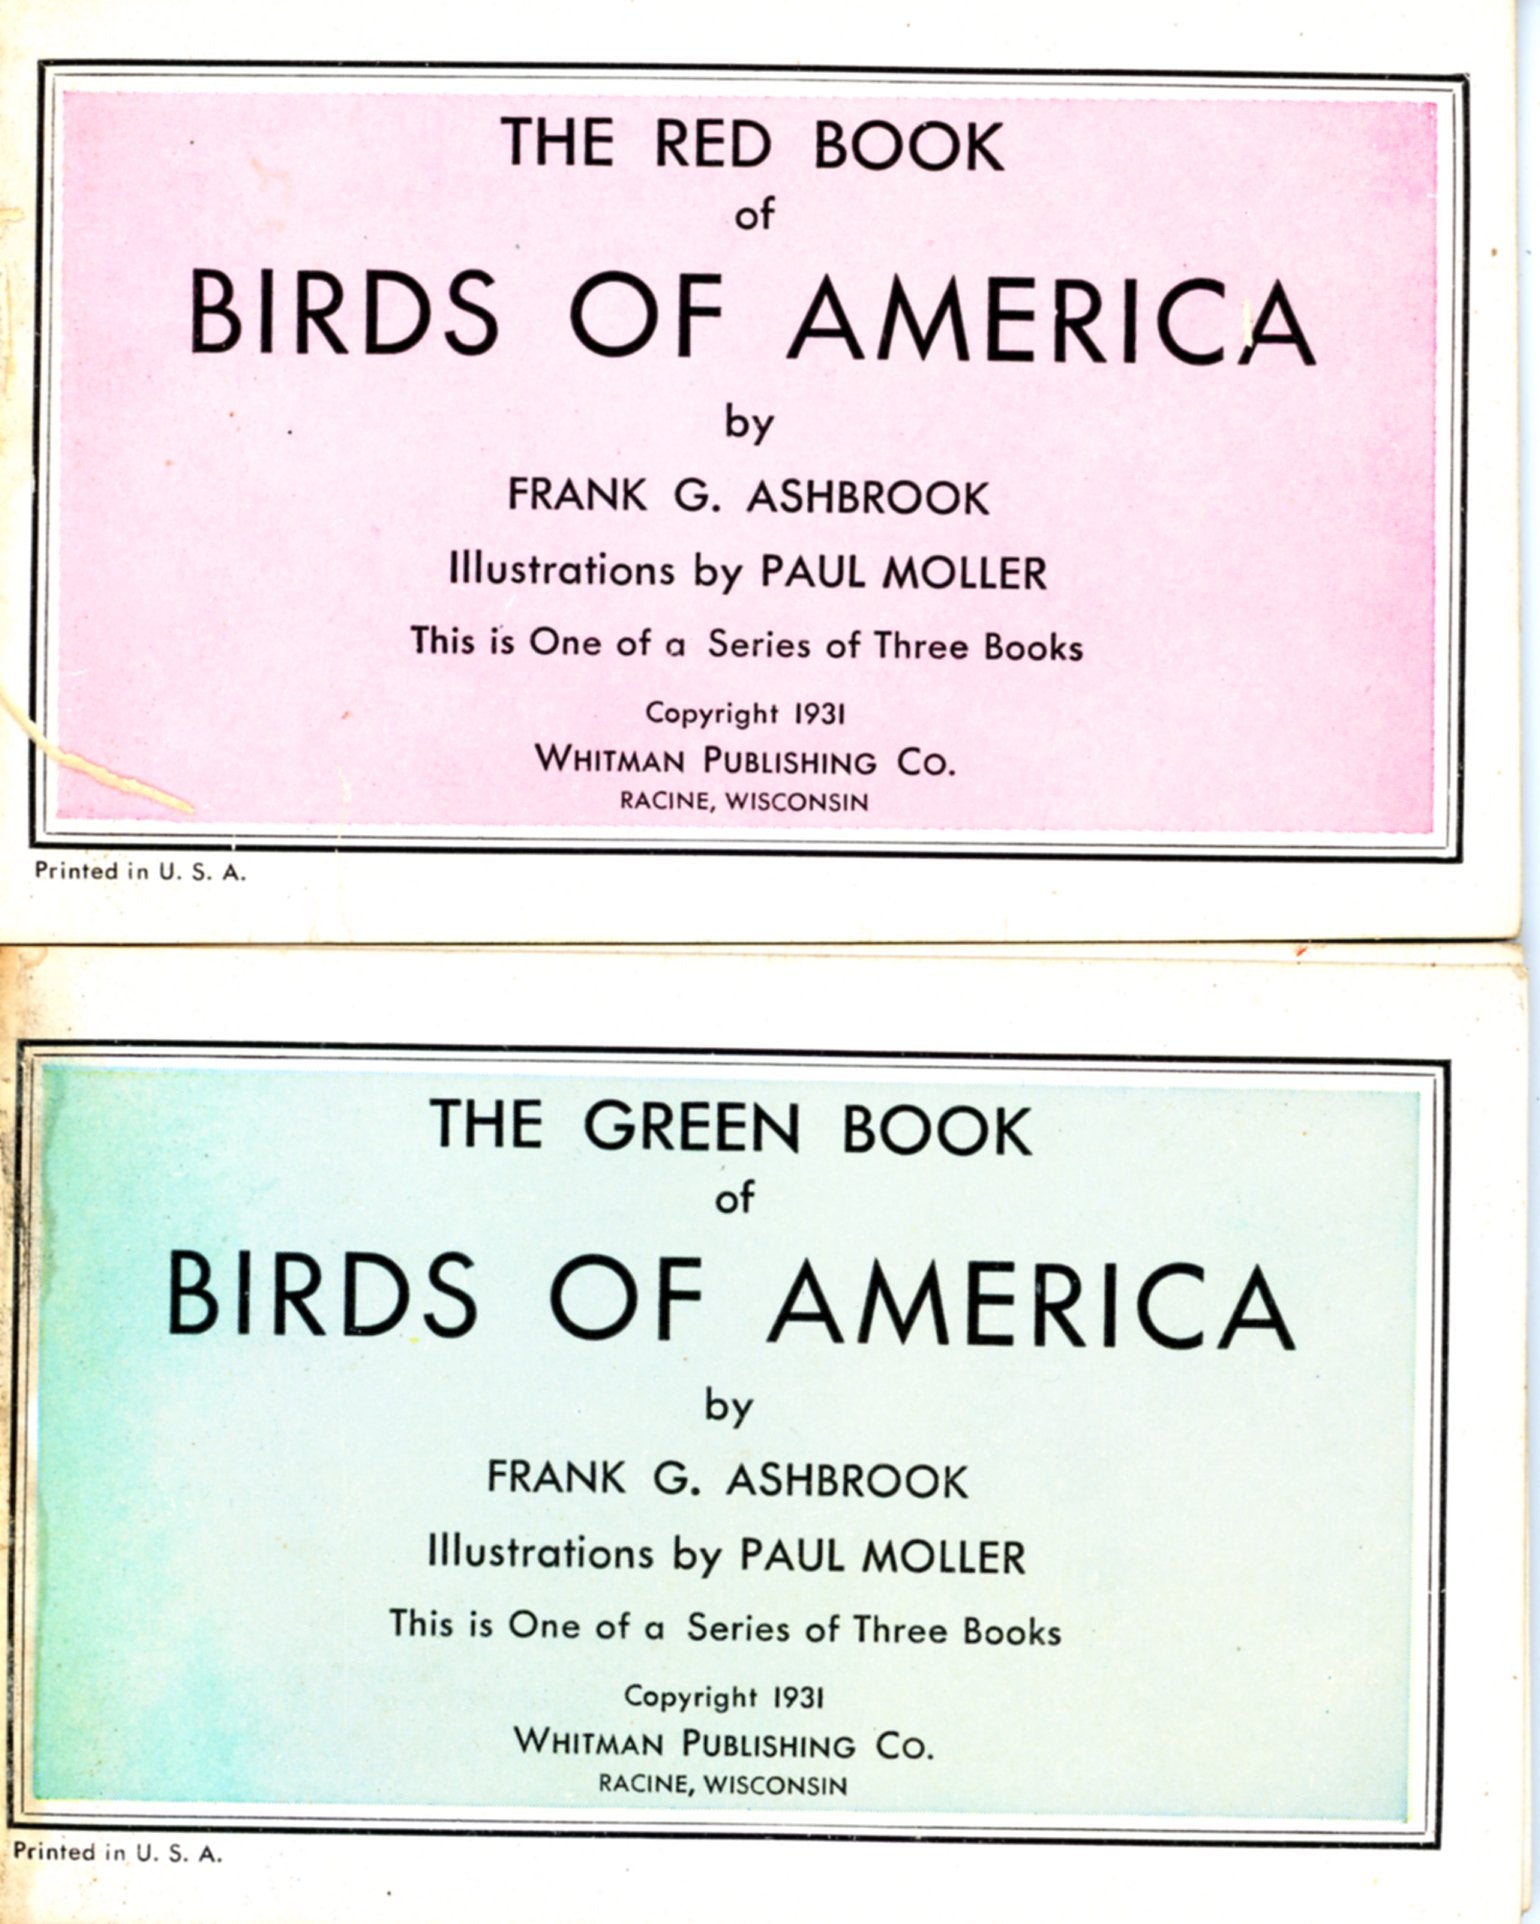 THE RED BOOK
of
BIRDS OF AMERICA
by
FRANK G. ASHBROOK
Illustrations by PAUL MOLLER
This is One of a Series of Three Books
Copyright 1931
WHITMAN PUBLISHING CO.
RACINE, WISCONSIN
Printed in U. S. A.
THE GREEN BOOK
of
BIRDS OF AMERICA
by
FRANK G. ASHBROOK
Illustrations by PAUL MOLLER
This is One of a Series of Three Books
Copyright 1931
WHITMAN PUBLISHING CO.
RACINE, WISCONSIN
Printed in U. S. A.